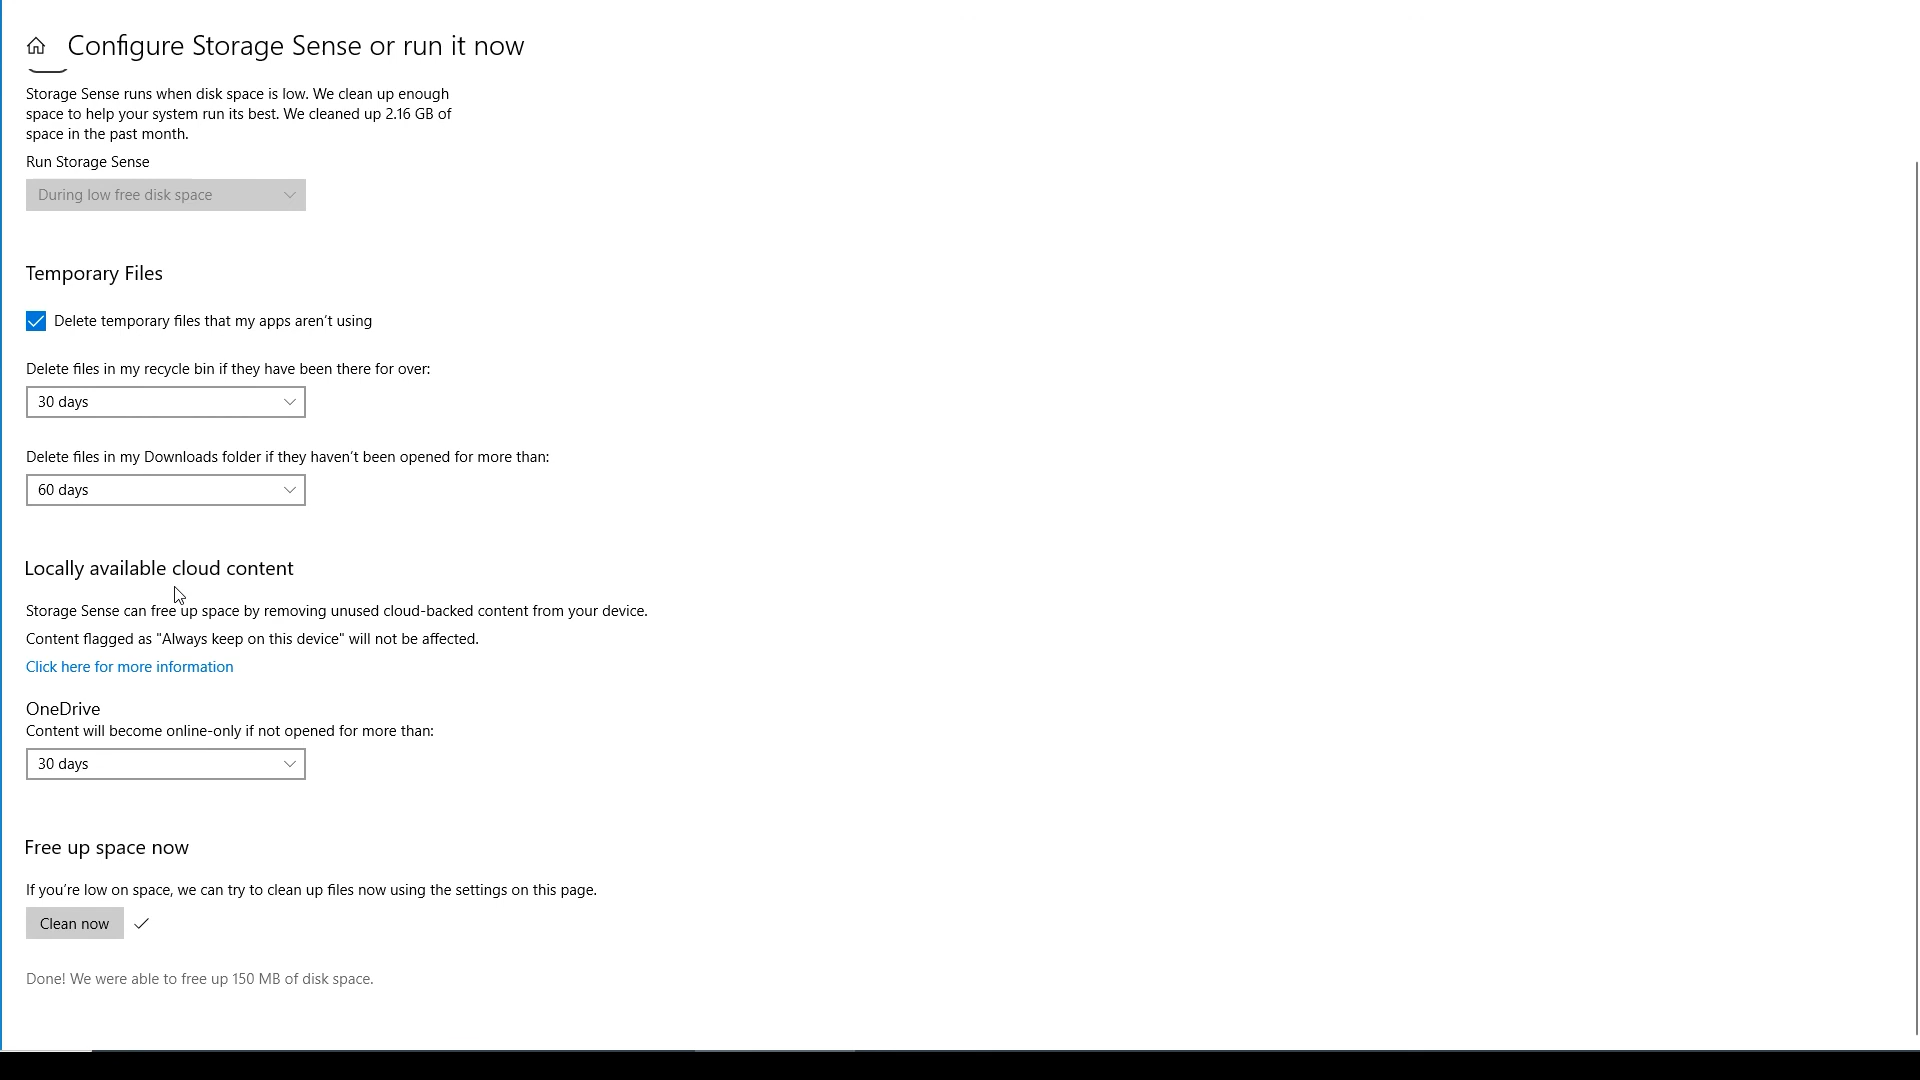 Configure Storage Sense or run it now
Storage Sense runs when disk space is low. We clean up enough
space to help your system run its best. We cleaned up 2.16 GB of
space in the past month.
Run Storage Sense
During low free disk space
Temporary Files
Delete temporary files that my apps aren't using
Delete files in my recycle bin if they have been there for over:
30 days
Delete files in my Downloads folder if they haven't been opened for more than:
60 days
Locally available cloud content
Storage Sense can free up space by removing unused cloud-backed content from your device.
Content flagged as "Always keep on this device" will not be affected.
Click here for more information
OneDrive
Content will become online-only if not opened for more than:
30 days
Free up space now
If you're low on space, we can try to clean up files now using the settings on this page.
Clean now
Done! We were able to free up 150 MB of disk space.